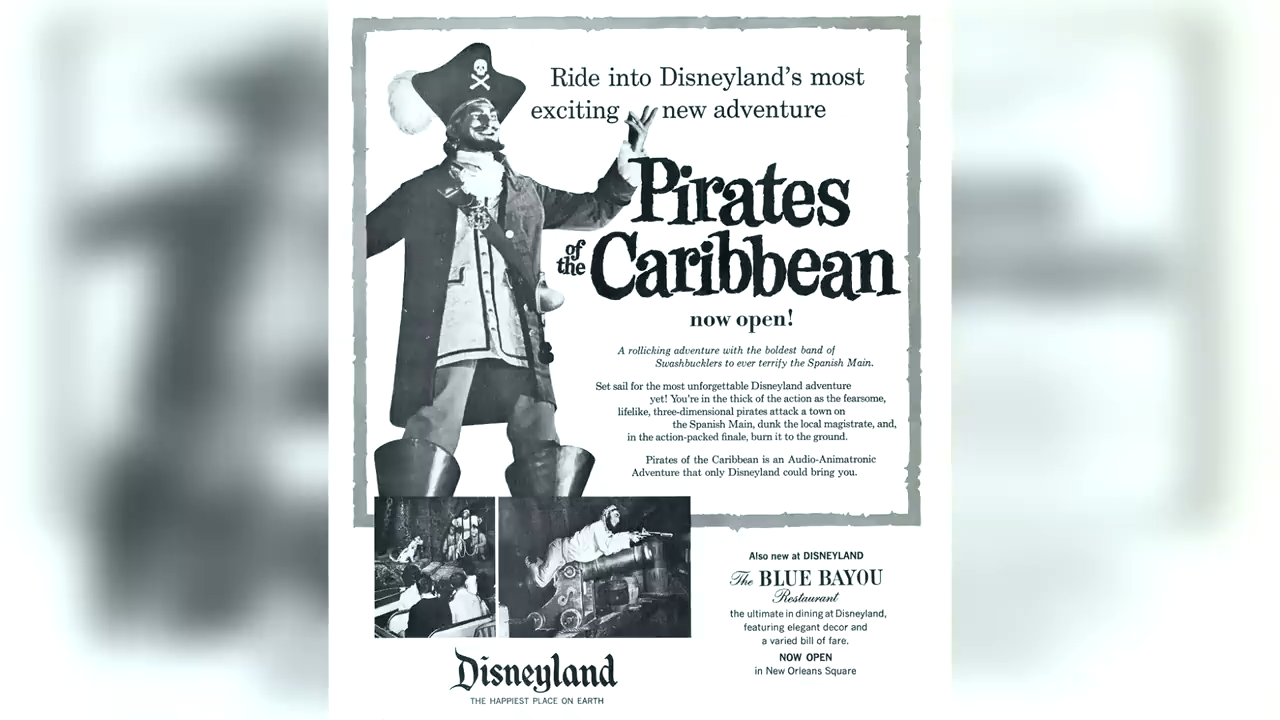 Ride into Disneyland's most
exciting new adventure
Pirates
of the Caribbean
now open!
A rollicking adventure with the boldest band of
Swashbucklers to ever terrify the Spanish Main.
Set sail for the most unforgettable Disneyland adventure
yet! You're in the thick of the action as the fearsome,
lifelike, three-dimensional pirates attack a town on
the Spanish Main, dunk the local magistrate, and,
in the action-packed finale, burn it to the ground.
Pirates of the Caribbean is an Audio-Animatronic
Adventure that only Disneyland could bring you.
Also new at DISNEYLAND
The BLUE BAYOU
Restaurant
the ultimate in dining at Disneyland,
featuring elegant decor and
a varied bill of fare.
NOW OPEN
in New Orleans Square
Disneyland
THE HAPPIEST PLACE ON EARTH